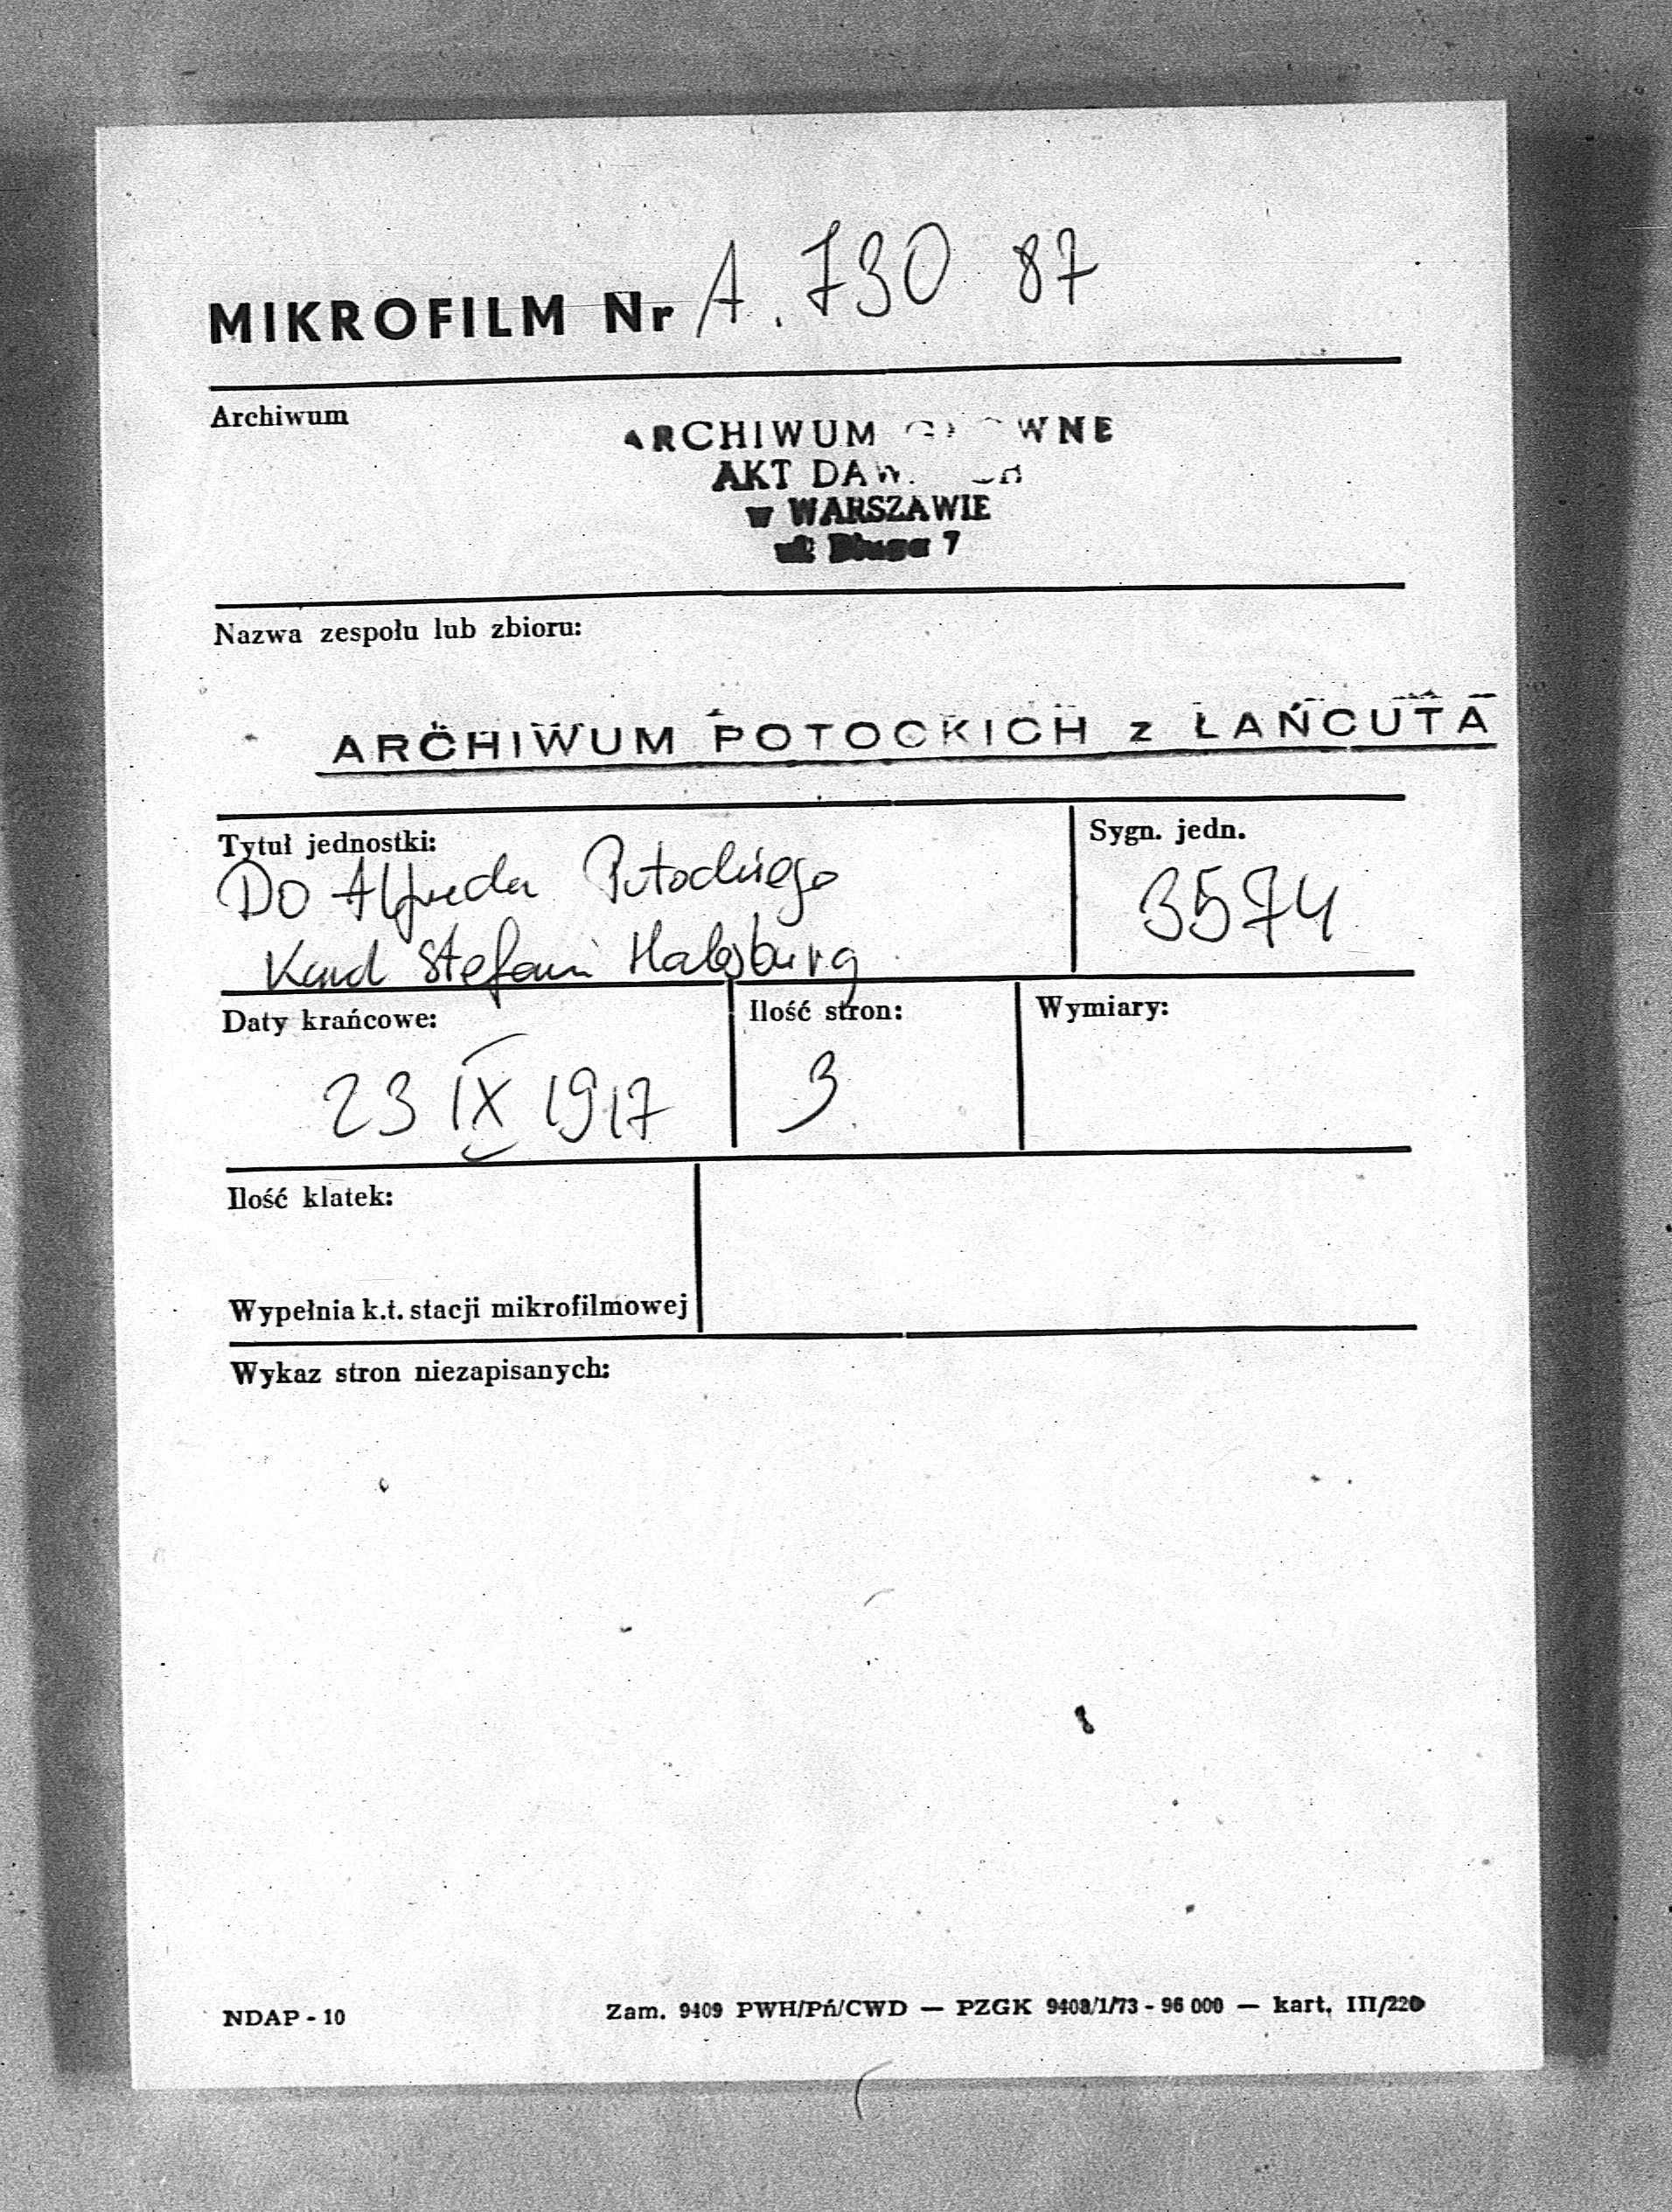 MIKROFILM Nr A. 730 87
Archiwum
ARCHIWUM WNE
AKT
w WARSZAWIE
ul. Długa 7
Nazwa zespołu lub zbioru:
ARCHIWUM POTOCKICH z ŁAŃCUTA
Tytuł jednostki:
Sygn. jedn.
Do Alfreda Potockiego
3574
Karol Stefan Habsburg
Daty krańcowe:
Ilość stron:
Wymiary:
23 IX 1917
3
Ilość klatek:
Wypełnia k.t. stacji mikrofilmowej
Wykaz stron niezapisanych:
NDAP - 10
Zam. 9409 PWH/Pń/CWD — PZGK 9408/1/73 - 96 000 — kart. III/220